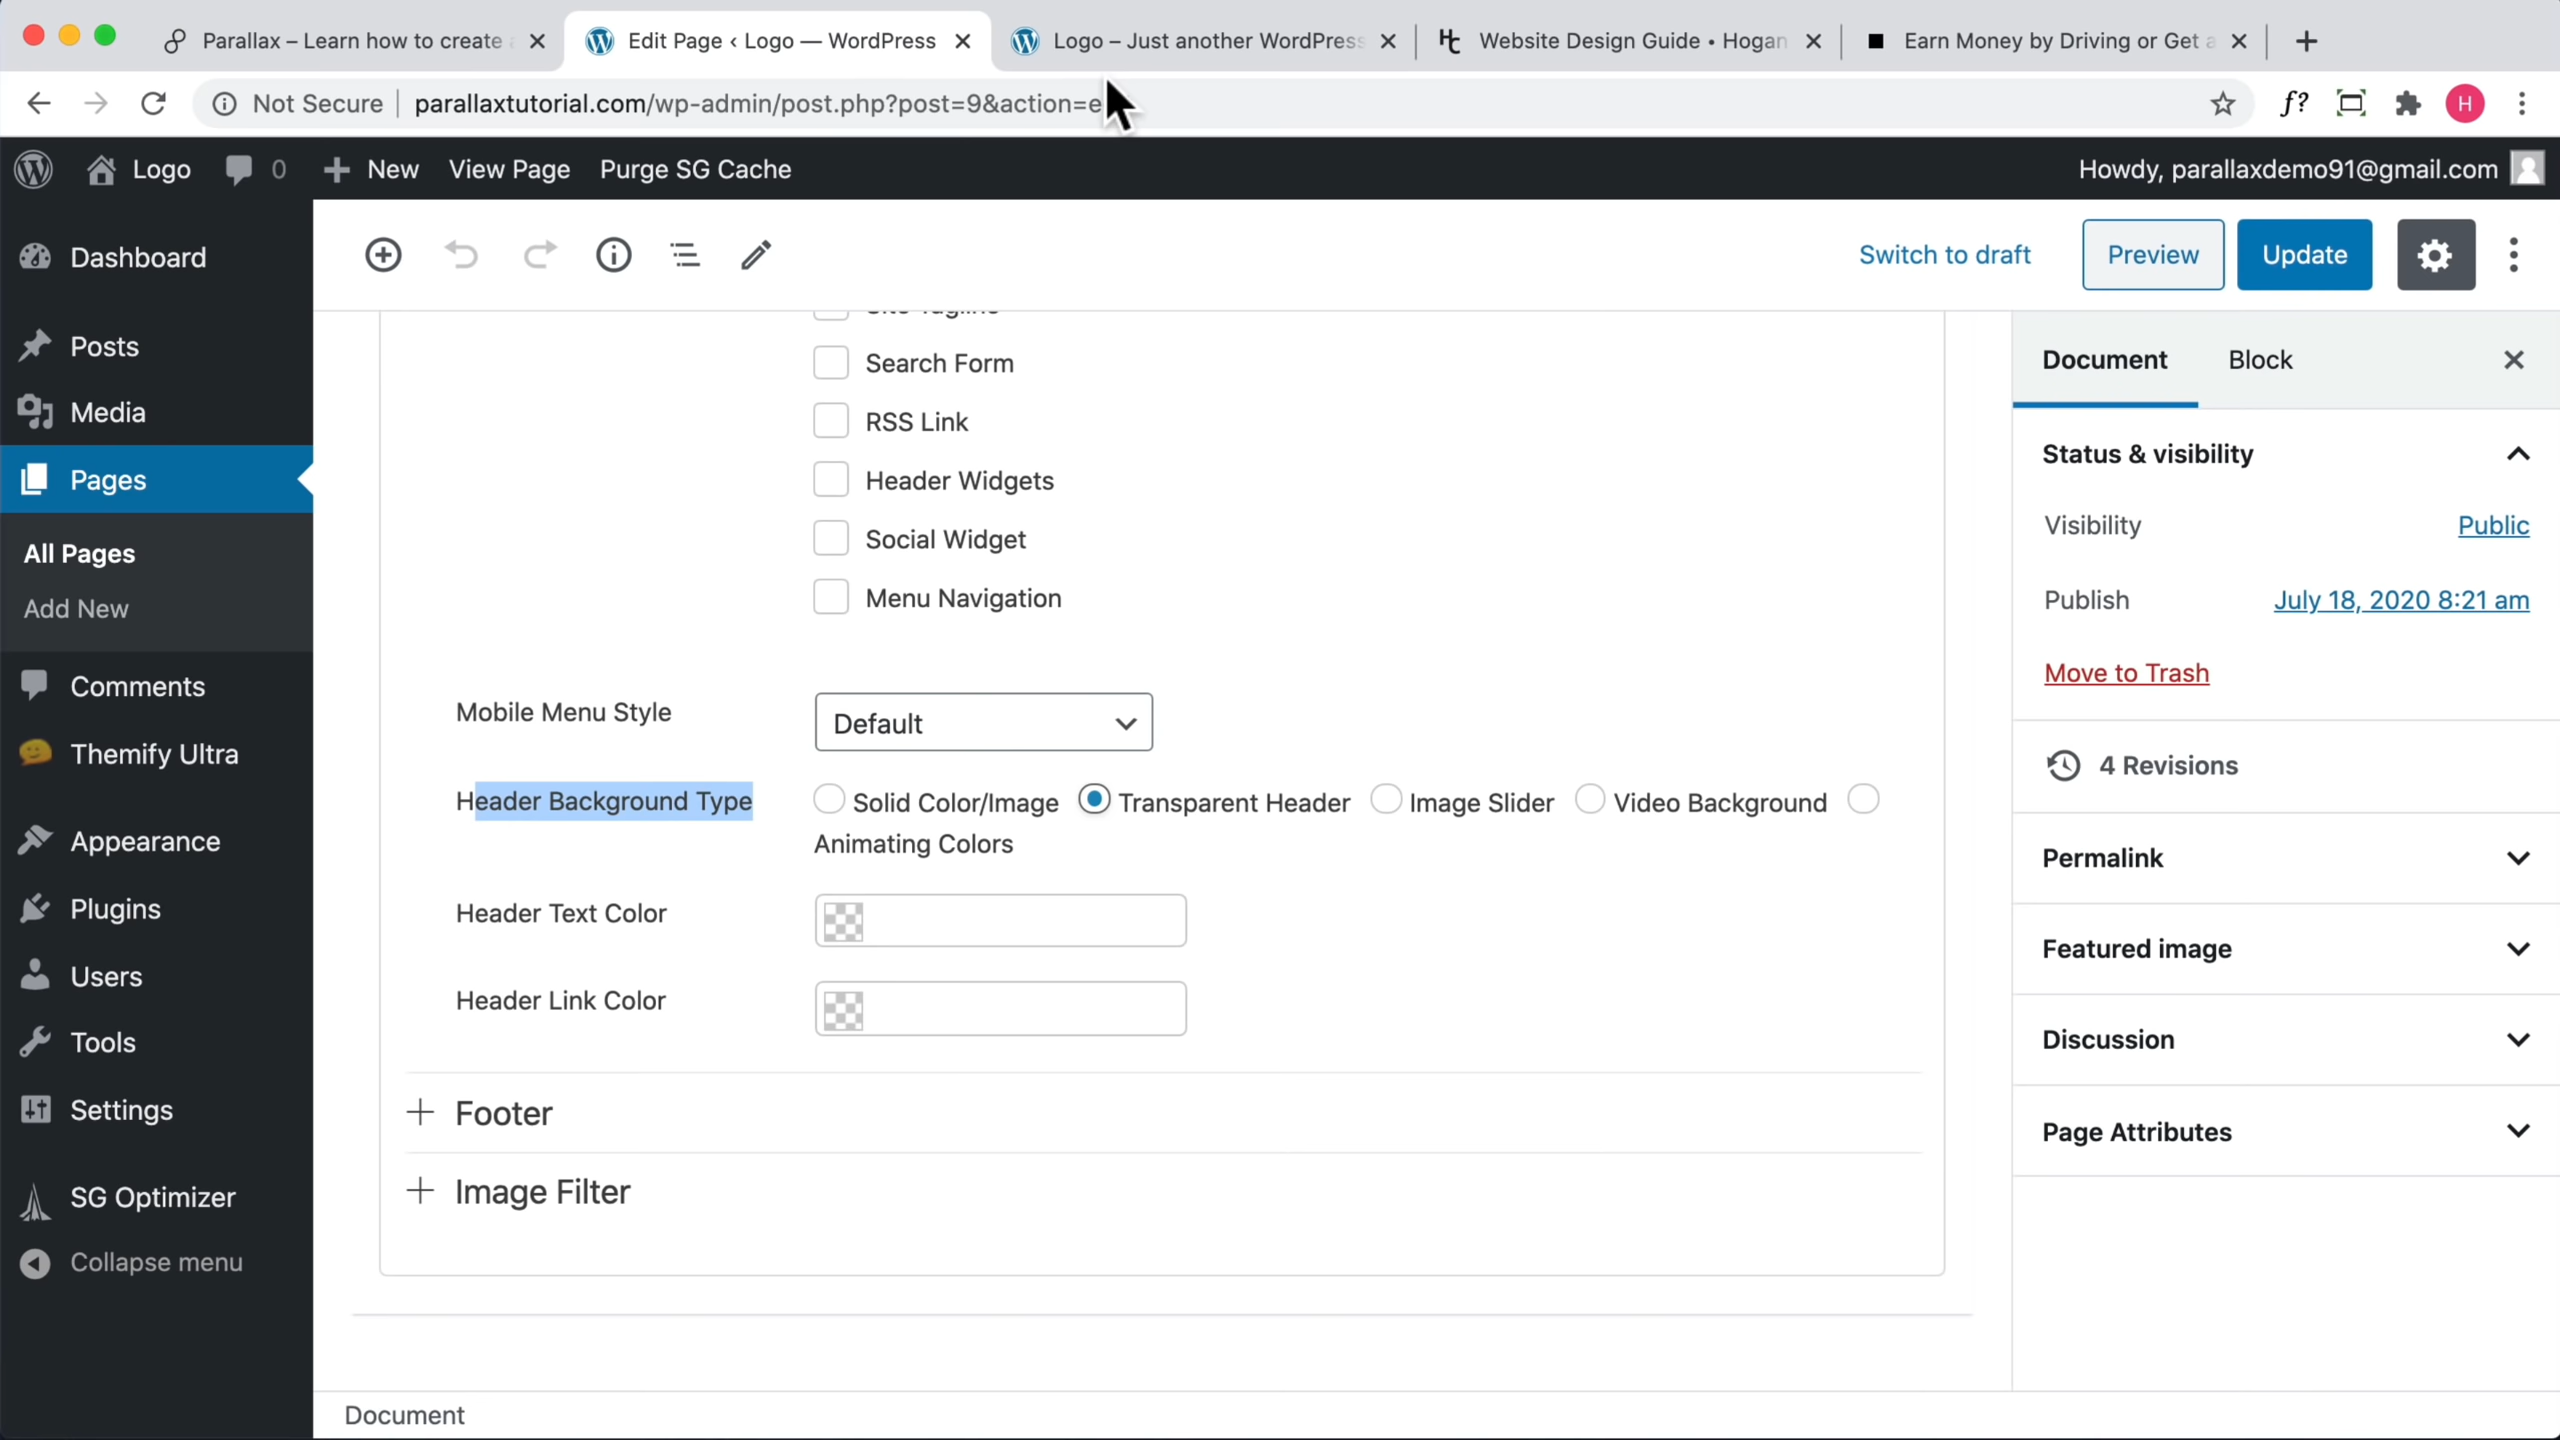 Parallax – Learn how to create
Edit Page ‹ Logo — WordPress
Logo – Just another WordPress
Website Design Guide • Hogan
Earn Money by Driving or Get a
Not Secure
parallaxtutorial.com/wp-admin/post.php?post=9&action=e
f?
H
Logo
0
New
View Page
Purge SG Cache
Howdy, parallaxdemo91@gmail.com
Dashboard
Posts
Media
Pages
All Pages
Add New
Comments
Themify Ultra
Appearance
Plugins
Users
Tools
Settings
SG Optimizer
Collapse menu
Switch to draft
Preview
Update
Site Tagline
Search Form
RSS Link
Header Widgets
Social Widget
Menu Navigation
Mobile Menu Style
Default
Header Background Type
Solid Color/Image
Transparent Header
Image Slider
Video Background
Animating Colors
Header Text Color
Header Link Color
Footer
Image Filter
Document
Block
Status & visibility
Visibility
Public
Publish
July 18, 2020 8:21 am
Move to Trash
4 Revisions
Permalink
Featured image
Discussion
Page Attributes
Document